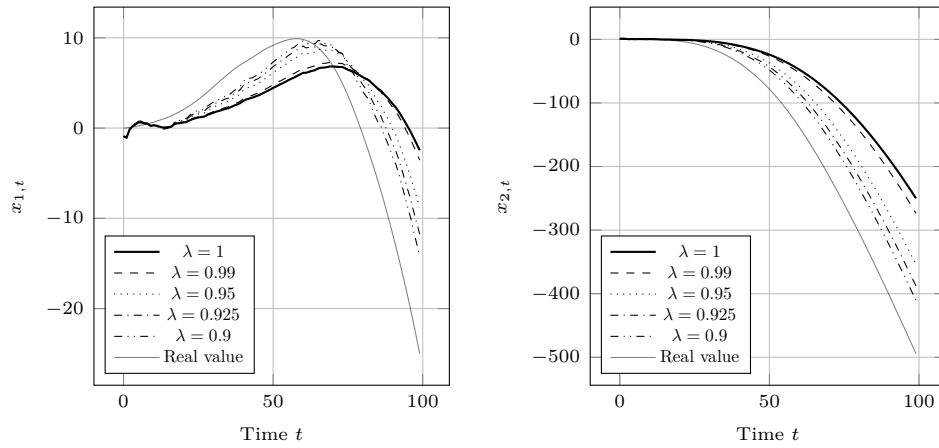 10
0
−10
−20
0
50
100
x1,t
Time t
λ = 1
λ = 0.99
λ = 0.95
λ = 0.925
λ = 0.9
Real value
0
−100
−200
−300
−400
−500
0
50
100
x2,t
Time t
λ = 1
λ = 0.99
λ = 0.95
λ = 0.925
λ = 0.9
Real value